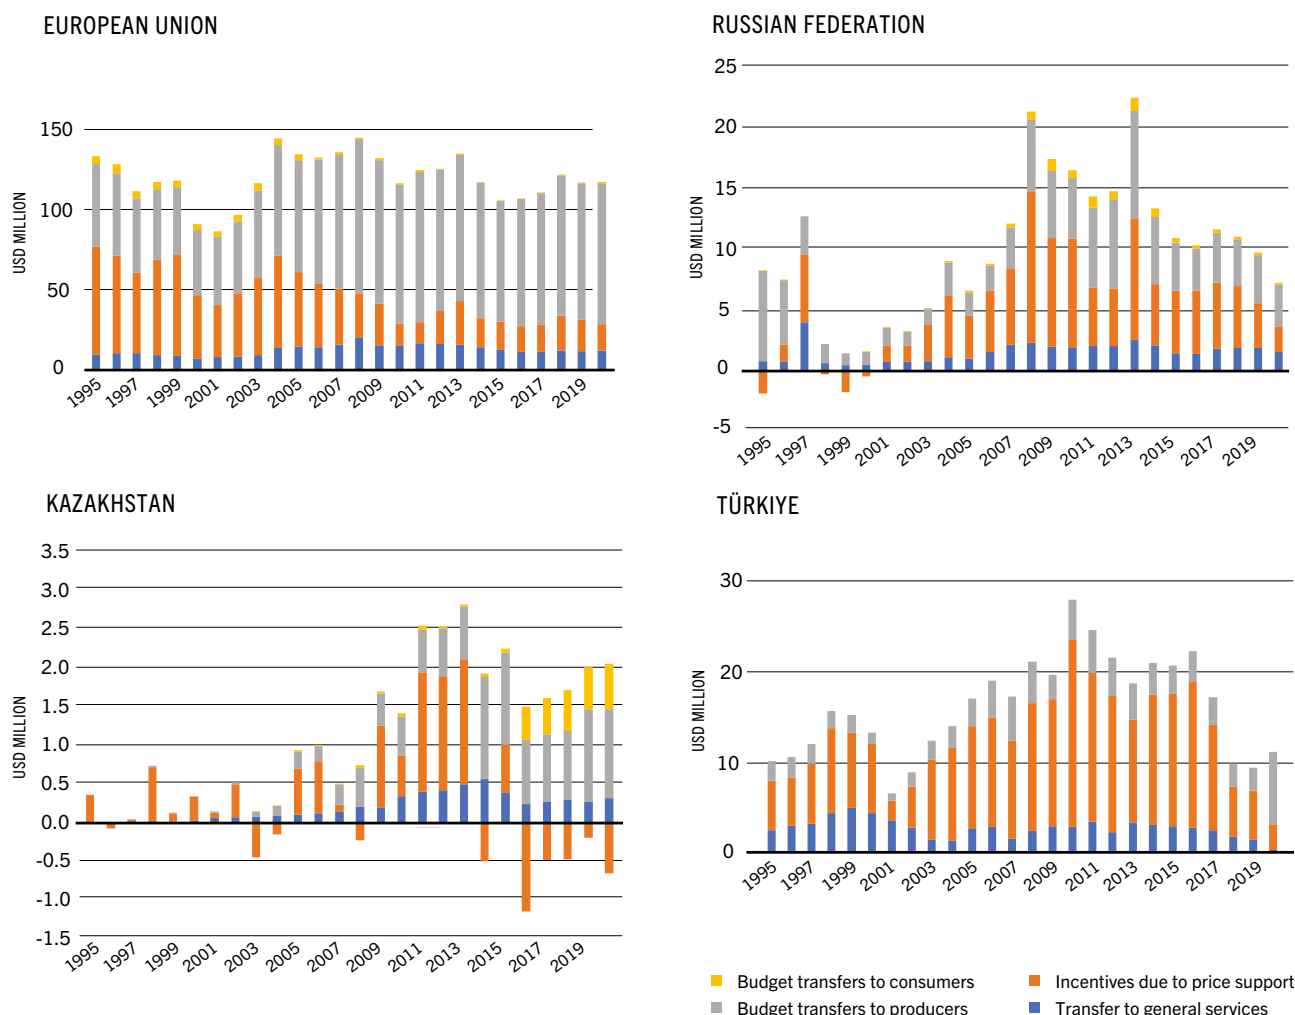 EUROPEAN UNION
USD MILLION
150
100
50
0
1995 1997 1999 2001 2003 2005 2007 2009 2011 2013 2015 2017 2019
RUSSIAN FEDERATION
USD MILLION
25
20
15
10
5
0
-5
1995 1997 1999 2001 2003 2005 2007 2009 2011 2013 2015 2017 2019
KAZAKHSTAN
USD MILLION
3.5
3.0
2.5
2.0
1.5
1.0
0.5
0.0
-0.5
-1.0
-1.5
1995 1997 1999 2001 2003 2005 2007 2009 2011 2013 2015 2017 2019
TÜRKIYE
USD MILLION
30
20
10
0
1995 1997 1999 2001 2003 2005 2007 2009 2011 2013 2015 2017 2019
Budget transfers to consumers
Incentives due to price support
Budget transfers to producers
Transfer to general services